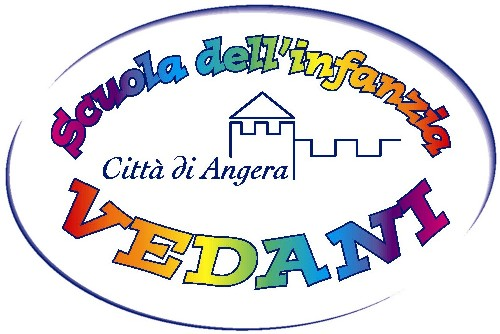 Scuola dell'infanzia
Città di Angera
VEDANI